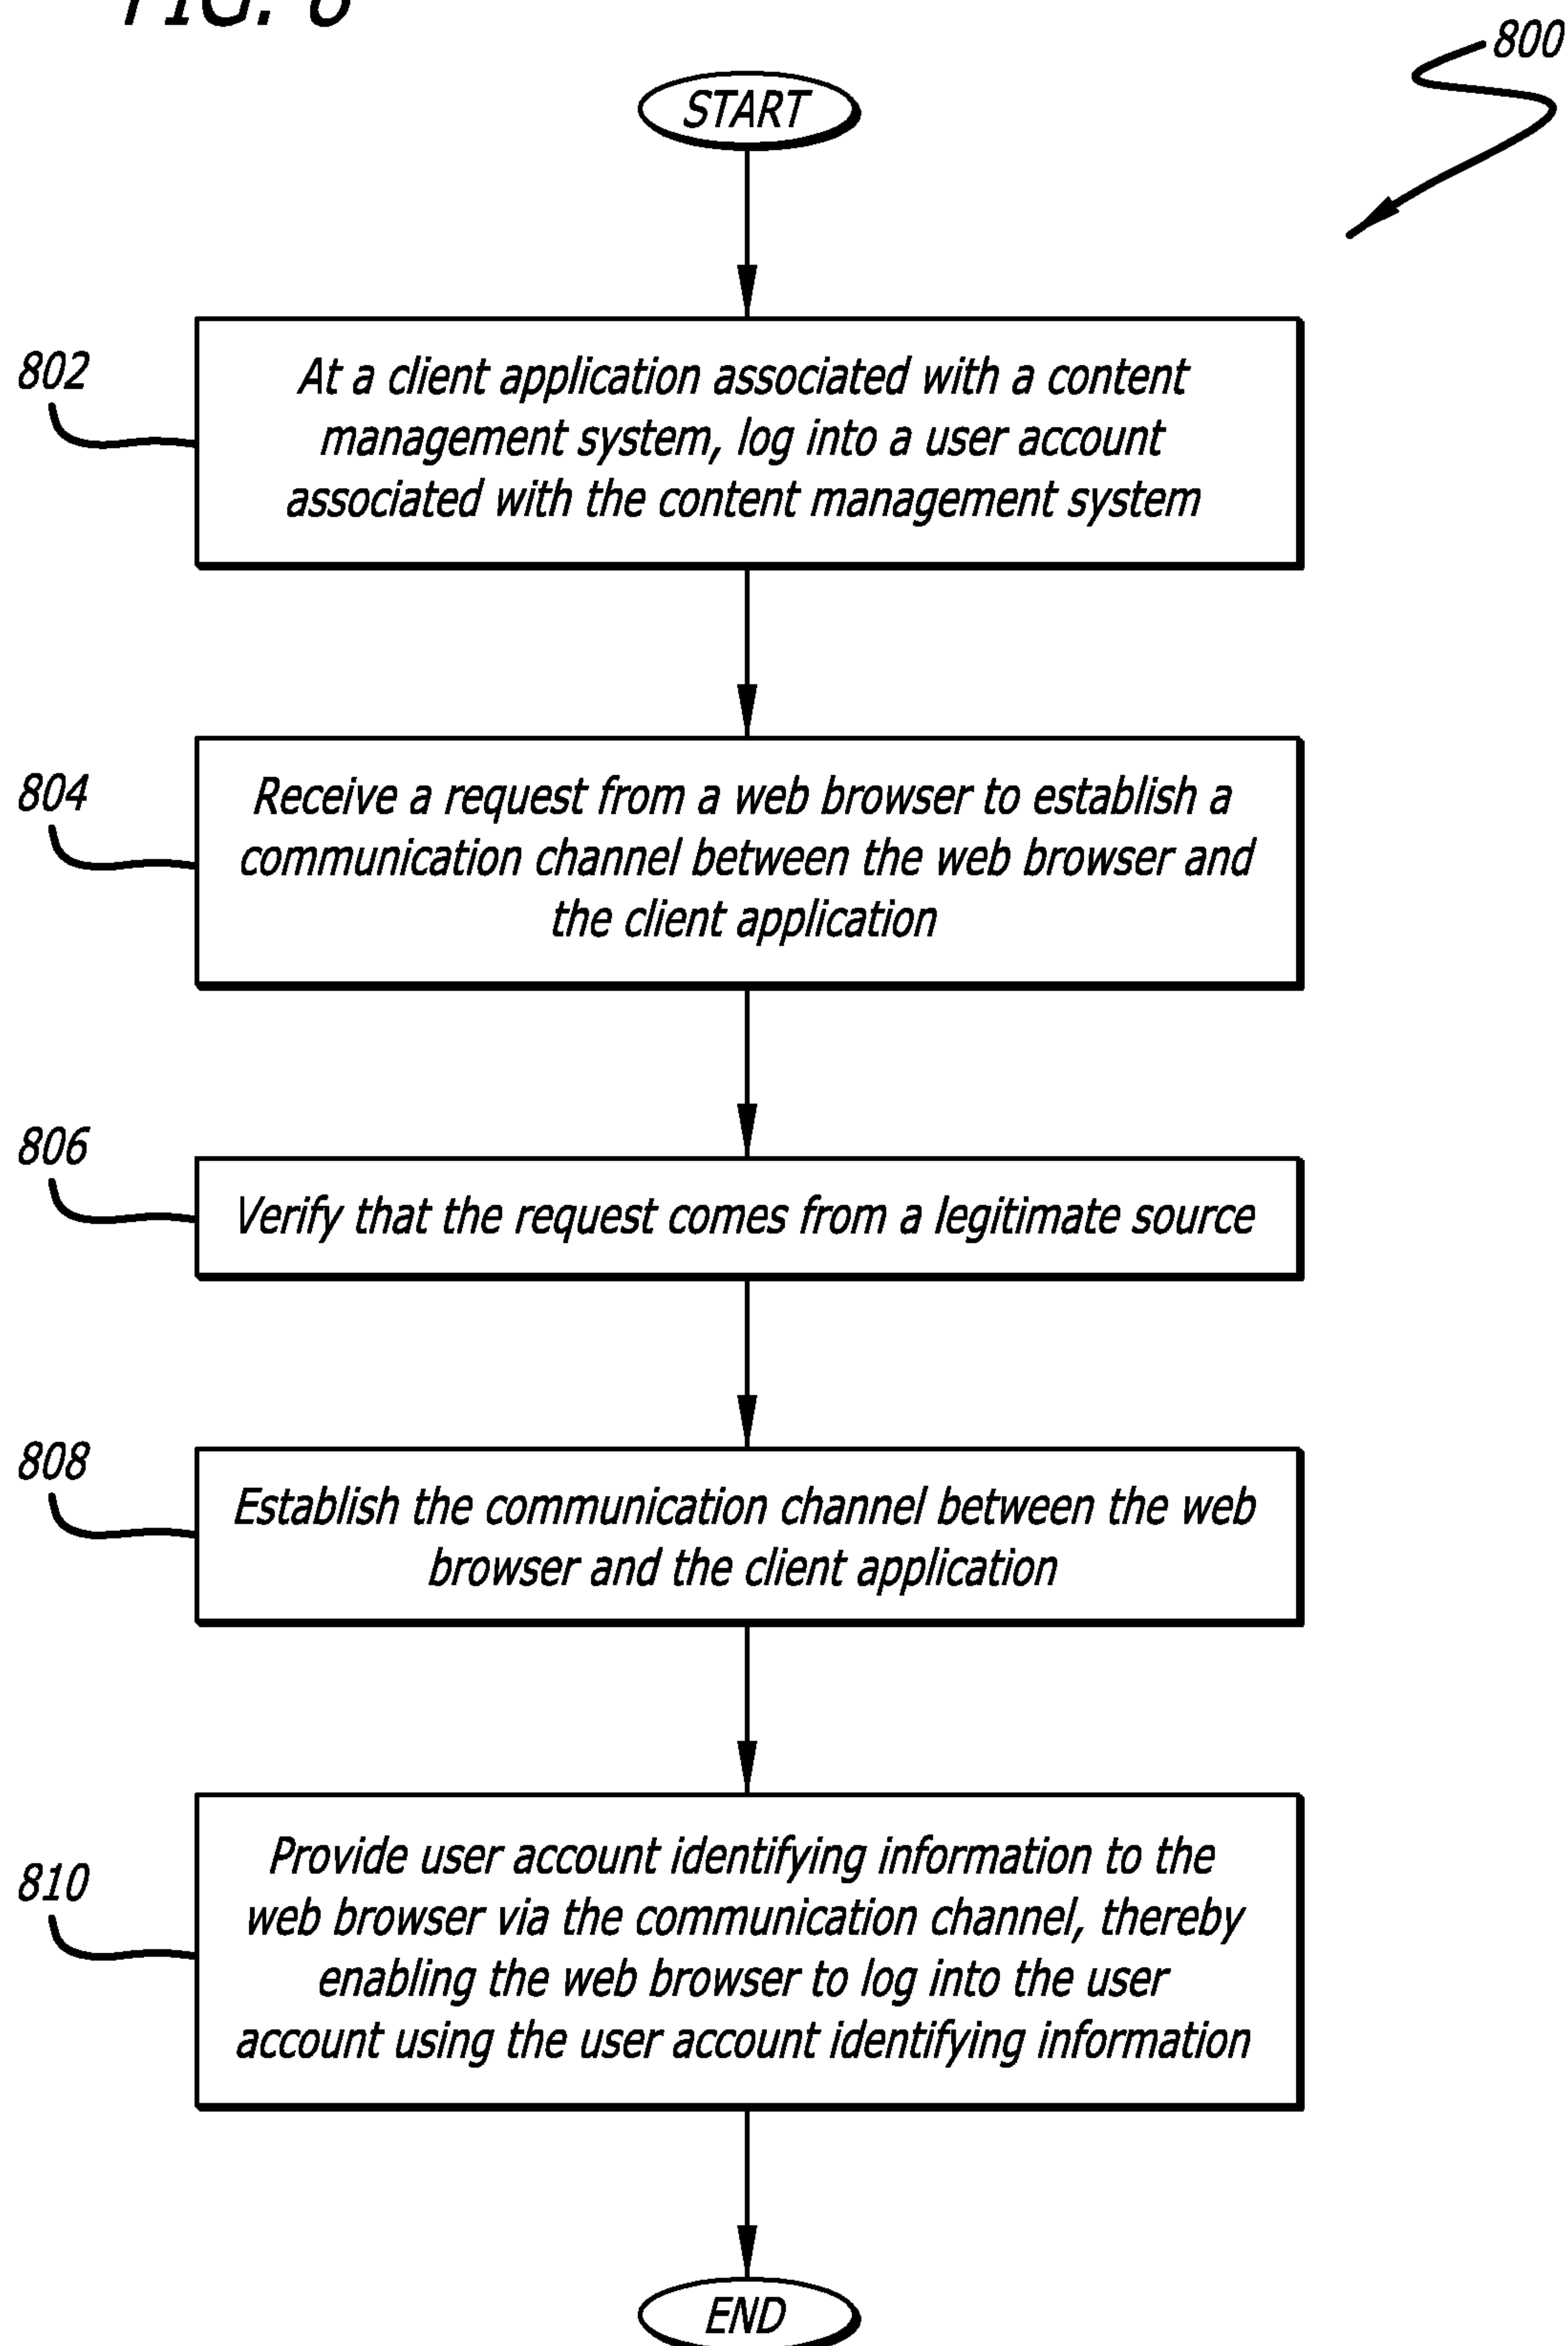 FIG. 8
800
START
802
At a client application associated with a content
management system, log into a user account
associated with the content management system
804
Receive a request from a web browser to establish a
communication channel between the web browser and
the client application
806
Verify that the request comes from a legitimate source
808
Establish the communication channel between the web
browser and the client application
810
Provide user account identifying information to the
web browser via the communication channel, thereby
enabling the web browser to log into the user
account using the user account identifying information
END